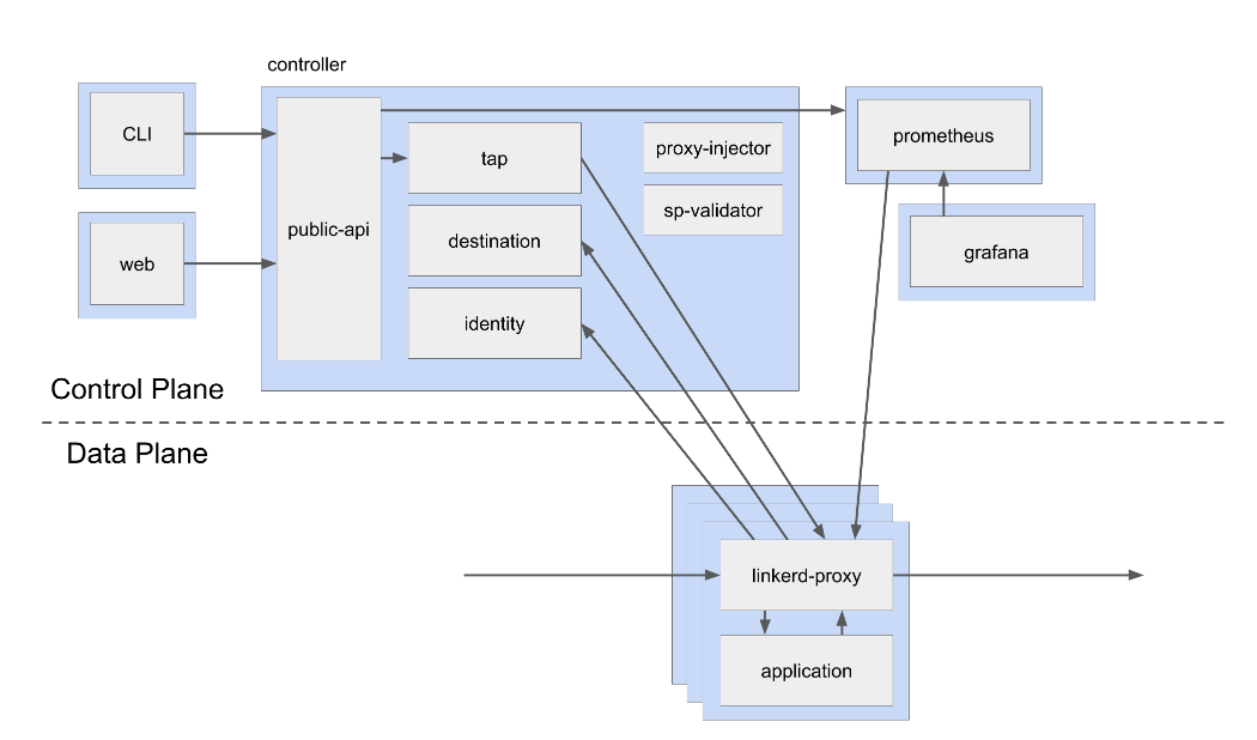 controller
CLI
web
public-api
tap
destination
identity
proxy-injector
sp-validator
prometheus
grafana
Control Plane
Data Plane
linkerd-proxy
application